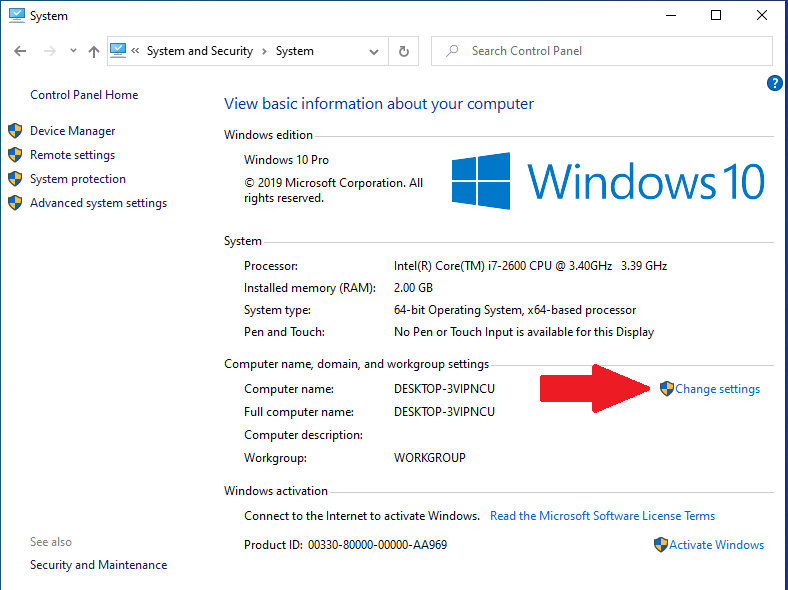 System
« System and Security › System
Search Control Panel
?
Control Panel Home
Device Manager
Remote settings
System protection
Advanced system settings
View basic information about your computer
Windows edition
Windows 10 Pro
© 2019 Microsoft Corporation. All
rights reserved.
Windows 10
System
Processor: Intel(R) Core(TM) i7-2600 CPU @ 3.40GHz 3.39 GHz
Installed memory (RAM): 2.00 GB
System type: 64-bit Operating System, x64-based processor
Pen and Touch: No Pen or Touch Input is available for this Display
Computer name, domain, and workgroup settings
Computer name: DESKTOP-3VIPNCU Change settings
Full computer name: DESKTOP-3VIPNCU
Computer description:
Workgroup: WORKGROUP
Windows activation
Connect to the Internet to activate Windows. Read the Microsoft Software License Terms
Product ID: 00330-80000-00000-AA969 Activate Windows
See also
Security and Maintenance